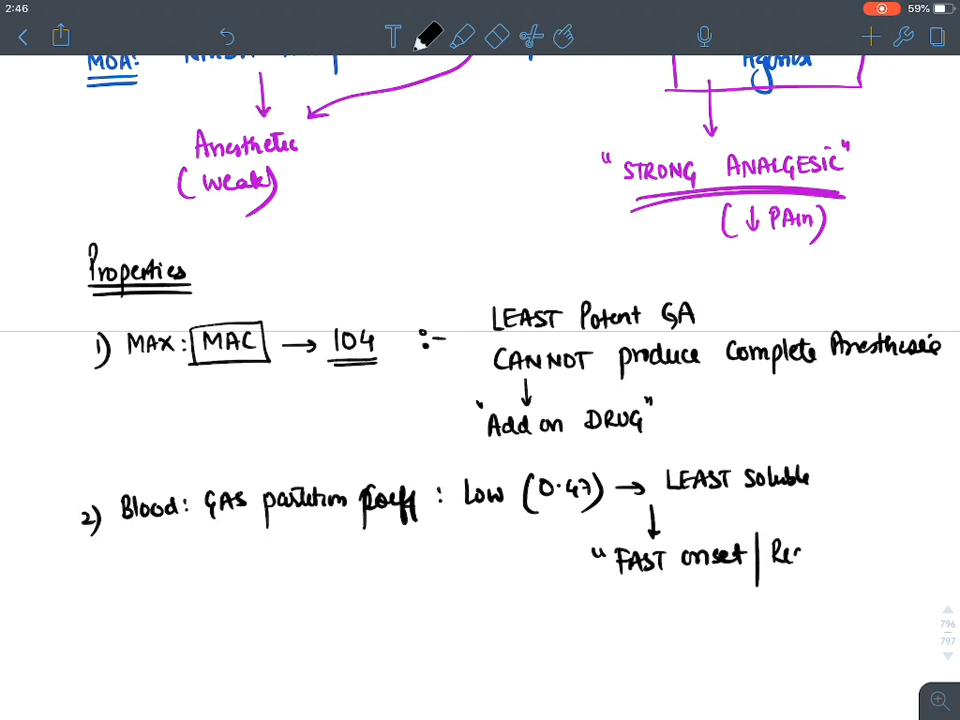 2:46
59%
T
MOA:
Anesthetic
(weak)
"STRONG ANALGESIC"
(↓ PAIN)
Properties
1) MAX: MAC → 104 :-
LEAST Potent GA
CANNOT produce complete Anesthesia
↓
"Add on DRUG"
2) Blood: GAS partition coeff : Low (0.47) → LEAST soluble
↓
"FAST onset | Re
796
797